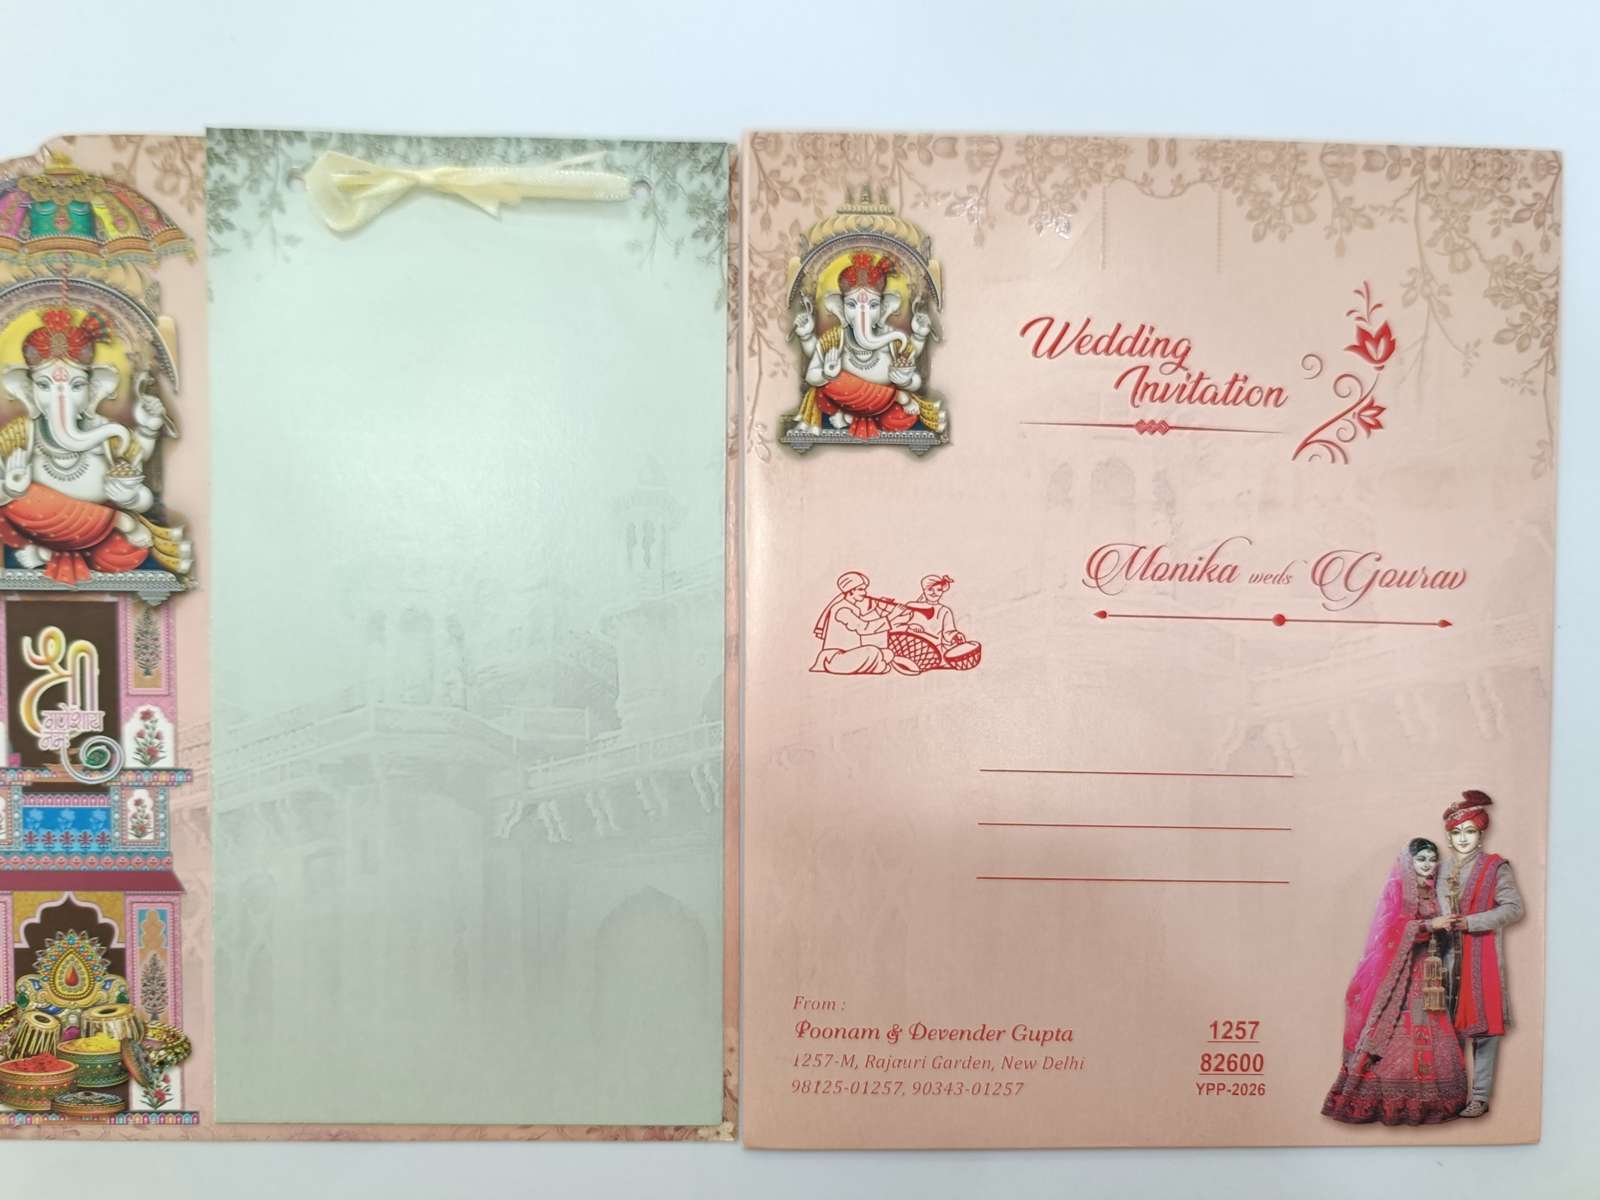 श्री
गणेशाय
नमः
Wedding
Invitation
Monika weds Gourav
From :
Poonam & Devender Gupta
1257-M, Rajauri Garden, New Delhi
98125-01257, 90343-01257
1257
82600
YPP-2026